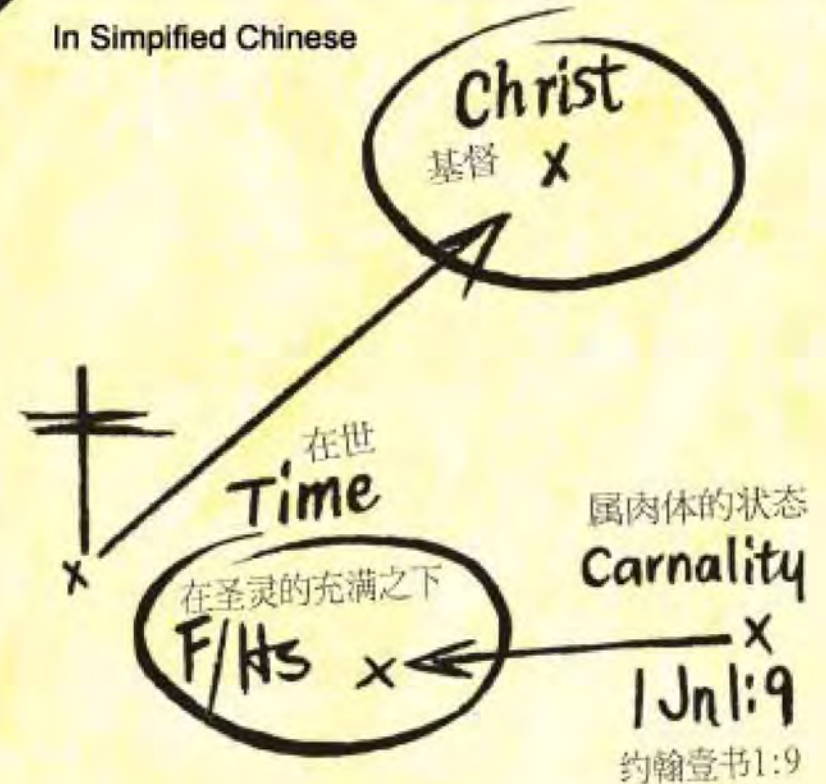 In Simpified Chinese
Christ
基督 x
在世
Time
x
在圣灵的充满之下
F/Hs x
属肉体的状态
Carnality
x
1Jn1:9
约翰壹书1:9